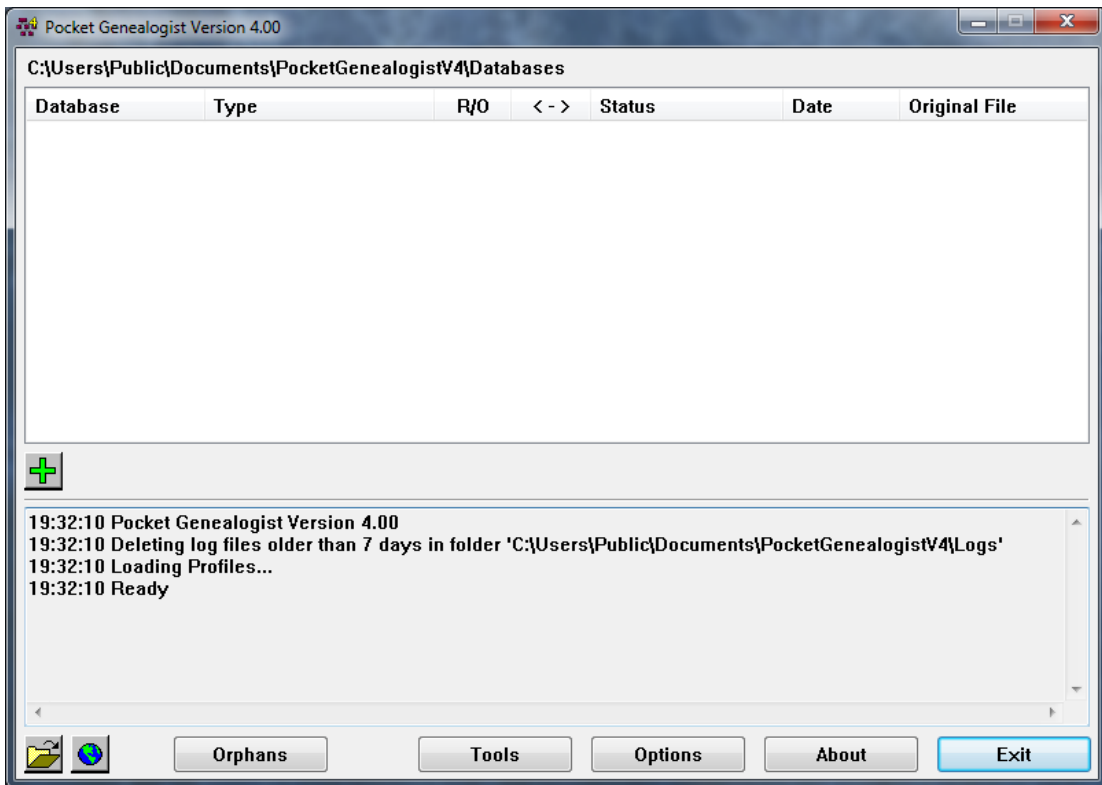 Pocket Genealogist Version 4.00
C:\Users\Public\Documents\PocketGenealogistV4\Databases
Database Type R/O < - > Status Date Original File
19:32:10 Pocket Genealogist Version 4.00
19:32:10 Deleting log files older than 7 days in folder 'C:\Users\Public\Documents\PocketGenealogistV4\Logs'
19:32:10 Loading Profiles...
19:32:10 Ready
Orphans Tools Options About Exit